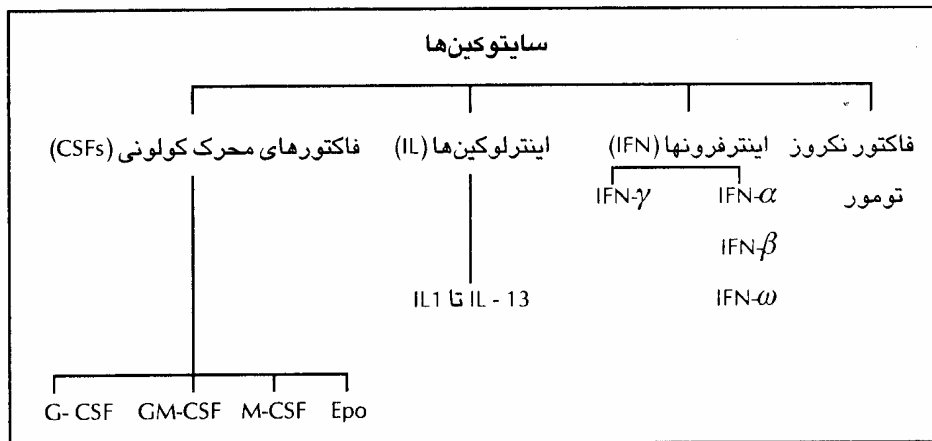 سایتوکین‌ها
فاکتور نکروز اینترفرونها (IFN) اینترلوکین‌ها (IL) فاکتورهای محرک کولونی (CSFs)
تومور IFN-α IFN-γ
IFN-β
IFN-ω IL1 تا IL - 13
G- CSF GM-CSF M-CSF Epo